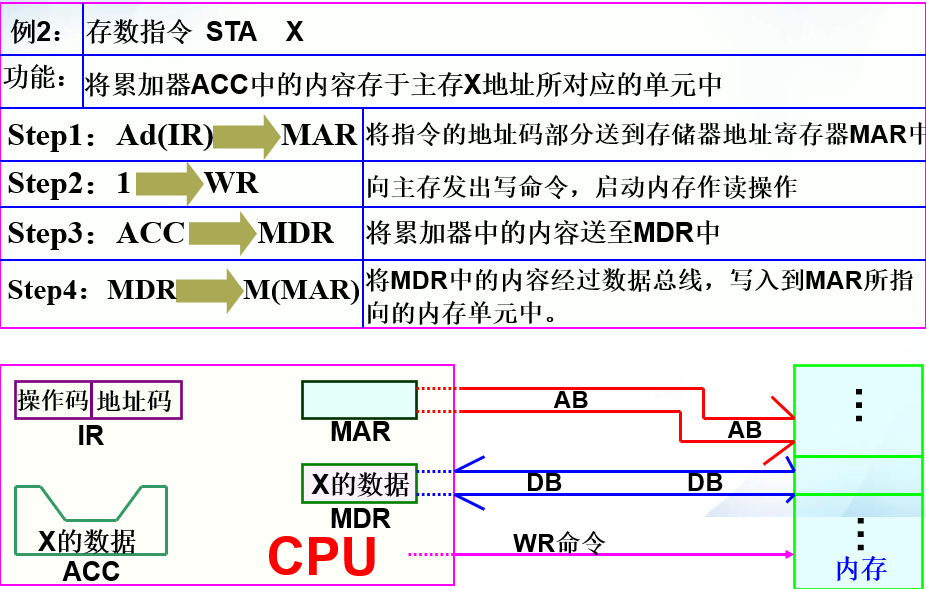 例2： 存数指令 STA X
功能： 将累加器ACC中的内容存于主存X地址所对应的单元中
Step1：Ad(IR) MAR 将指令的地址码部分送到存储器地址寄存器MAR中
Step2：1 WR 向主存发出写命令，启动内存作读操作
Step3：ACC MDR 将累加器中的内容送至MDR中
Step4：MDR M(MAR) 将MDR中的内容经过数据总线，写入到MAR所指
向的内存单元中。
操作码 地址码
IR
MAR
AB
AB
⋮
X的数据
MDR
DB
DB
X的数据
ACC
CPU
WR命令
⋮
内存